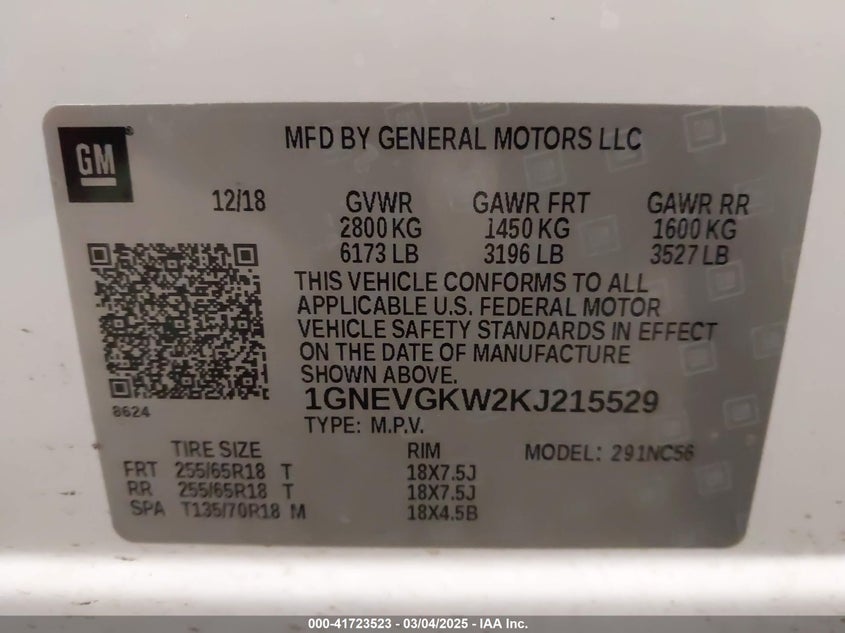 GM®
MFD BY GENERAL MOTORS LLC
12/18 GVWR GAWR FRT GAWR RR
2800 KG 1450 KG 1600 KG
6173 LB 3196 LB 3527 LB
THIS VEHICLE CONFORMS TO ALL
APPLICABLE U.S. FEDERAL MOTOR
VEHICLE SAFETY STANDARDS IN EFFECT
ON THE DATE OF MANUFACTURE
SHOWN ABOVE.
8624
1GNEVGKW2KJ215529
TYPE: M.P.V.
TIRE SIZE RIM MODEL: 291NC56
FRT 255/65R18 T 18X7.5J
RR 255/65R18 T 18X7.5J
SPA T135/70R18 M 18X4.5B
000-41723523 - 03/04/2025 - IAA Inc.